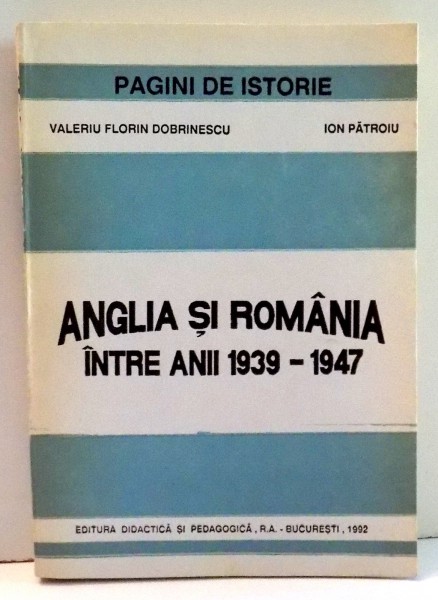 PAGINI DE ISTORIE
VALERIU FLORIN DOBRINESCU ION PĂTROIU
ANGLIA ȘI ROMÂNIA
ÎNTRE ANII 1939 - 1947
EDITURA DIDACTICĂ ȘI PEDAGOGICĂ, R.A. - BUCUREȘTI, 1992